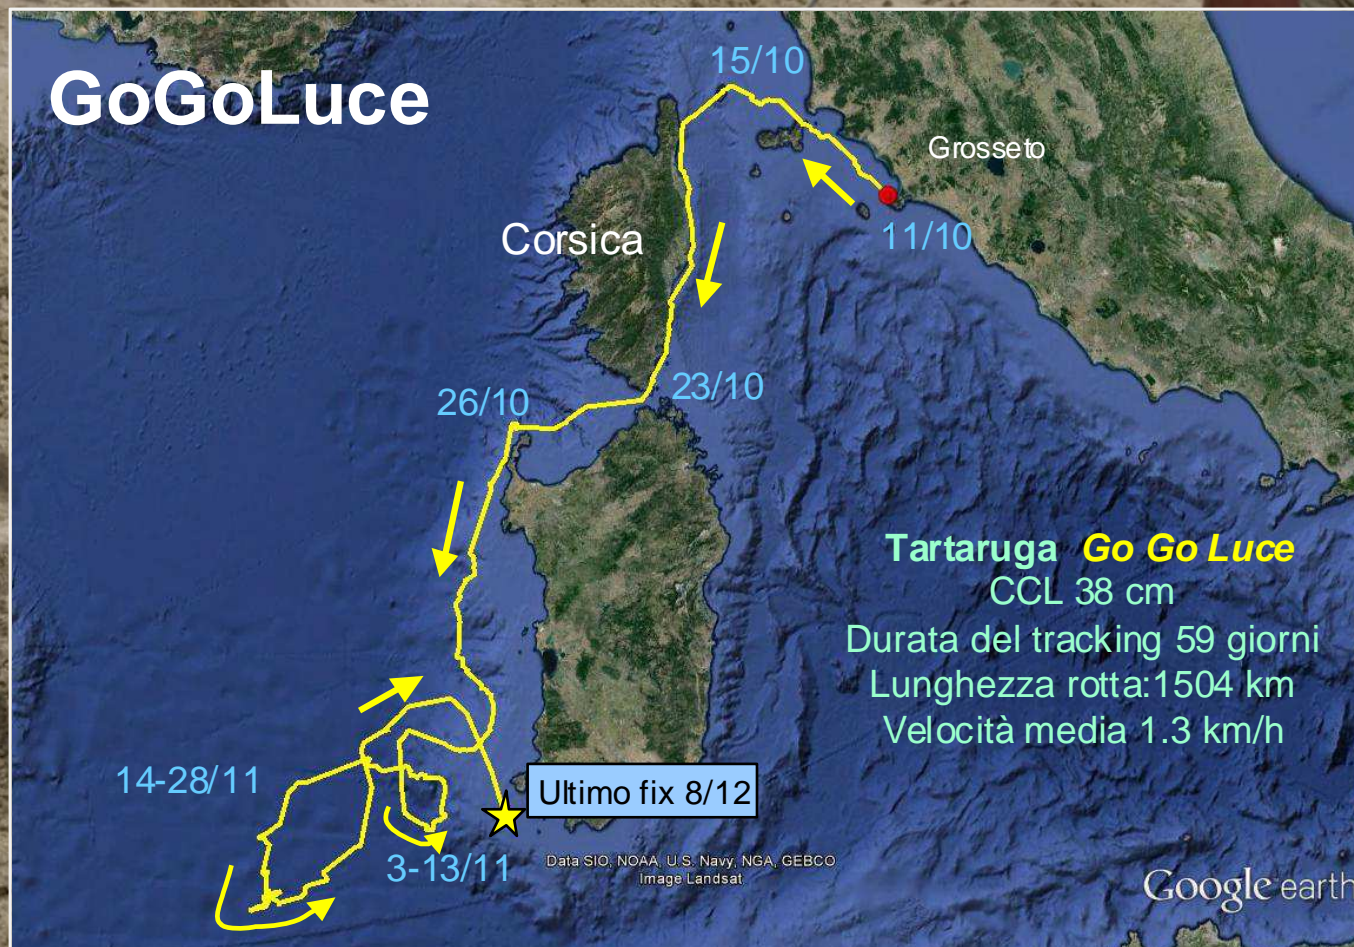 GoGoLuce
15/10
Grosseto
11/10
Corsica
23/10
26/10
Tartaruga Go Go Luce
CCL 38 cm
Durata del tracking 59 giorni
Lunghezza rotta:1504 km
Velocità media 1.3 km/h
14-28/11
Ultimo fix 8/12
3-13/11
Data SIO, NOAA, U.S. Navy, NGA, GEBCO
Image Landsat
Google earth